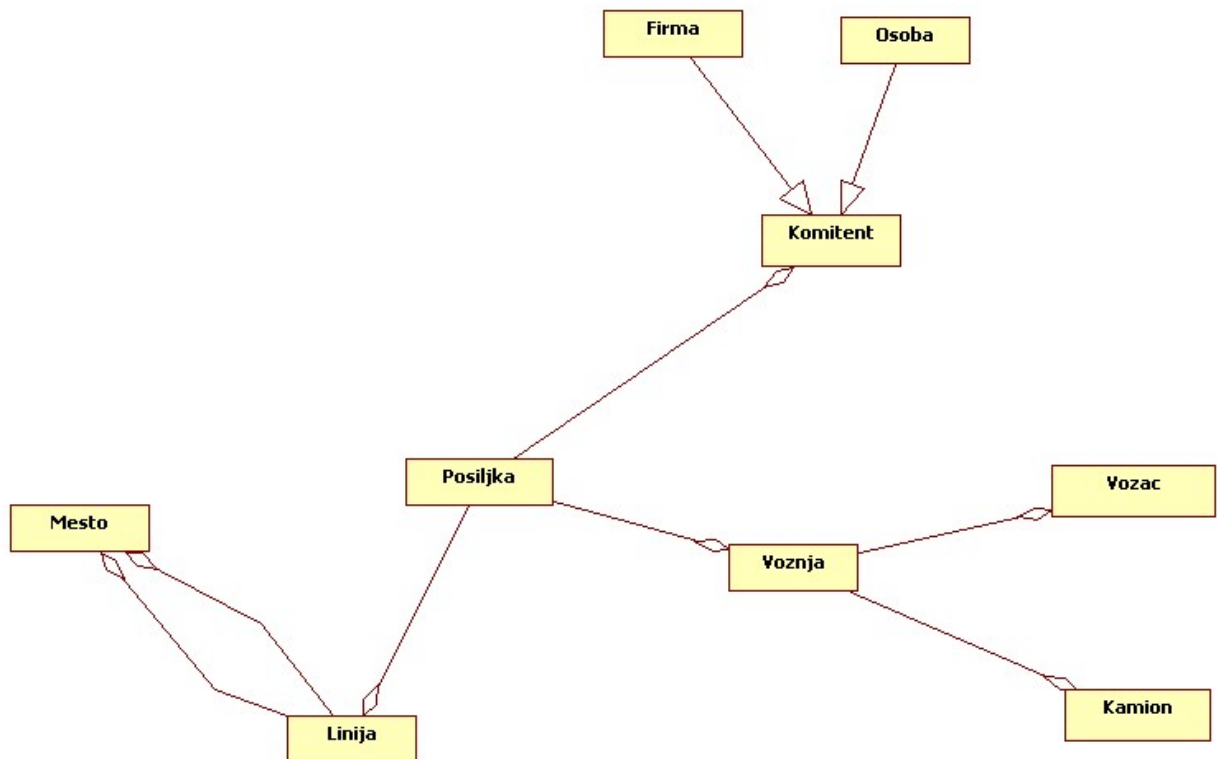 Firma
Osoba
Komitent
Posiljka
Vozac
Mesto
Voznja
Kamion
Linija